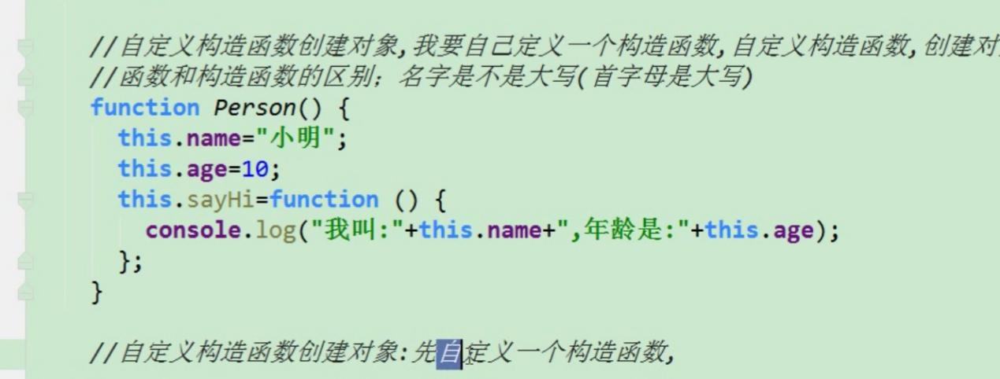 //自定义构造函数创建对象,我要自己定义一个构造函数,自定义构造函数,创建对
//函数和构造函数的区别；名字是不是大写(首字母是大写)
function Person() {
this.name="小明";
this.age=10;
this.sayHi=function () {
console.log("我叫:"+this.name+",年龄是:"+this.age);
};
}
//自定义构造函数创建对象:先自定义一个构造函数,